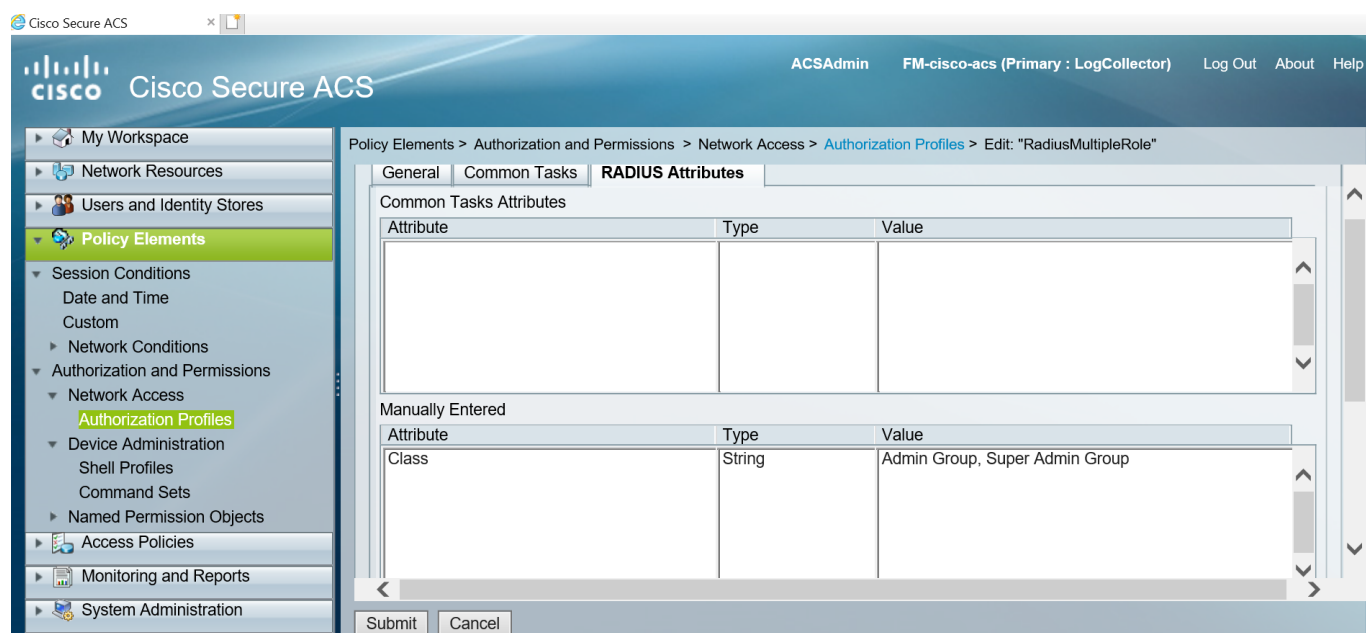 Cisco Secure ACS
CISCO Cisco Secure ACS
ACSAdmin FM-cisco-acs (Primary : LogCollector) Log Out About Help
My Workspace
Network Resources
Users and Identity Stores
Policy Elements
Session Conditions
Date and Time
Custom
Network Conditions
Authorization and Permissions
Network Access
Authorization Profiles
Device Administration
Shell Profiles
Command Sets
Named Permission Objects
Access Policies
Monitoring and Reports
System Administration
Policy Elements > Authorization and Permissions > Network Access > Authorization Profiles > Edit: "RadiusMultipleRole"
General Common Tasks RADIUS Attributes
Common Tasks Attributes
Attribute Type Value
Manually Entered
Attribute Type Value
Class String Admin Group, Super Admin Group
Submit Cancel